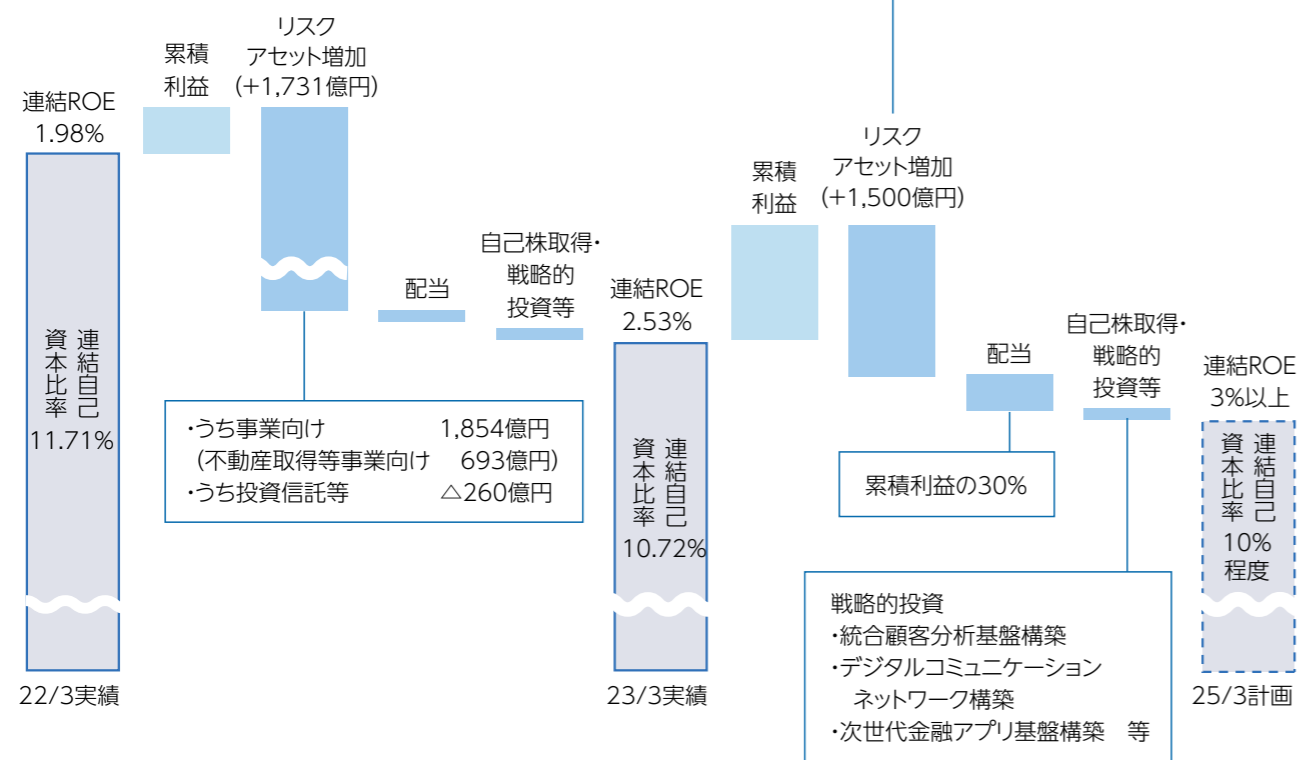 連結ROE
1.98%
連結自己
資本比率
11.71%
22/3実績
累積
利益
リスク
アセット増加
(+1,731億円)
・うち事業向け 1,854億円
(不動産取得等事業向け 693億円)
・うち投資信託等 △260億円
配当
自己株取得・
戦略的
投資等
連結ROE
2.53%
連結自己
資本比率
10.72%
23/3実績
累積
利益
リスク
アセット増加
(+1,500億円)
配当
累積利益の30%
自己株取得・
戦略的
投資等
戦略的投資
・統合顧客分析基盤構築
・デジタルコミュニケーション
ネットワーク構築
・次世代金融アプリ基盤構築 等
連結ROE
3%以上
連結自己
資本比率
10%
程度
25/3計画